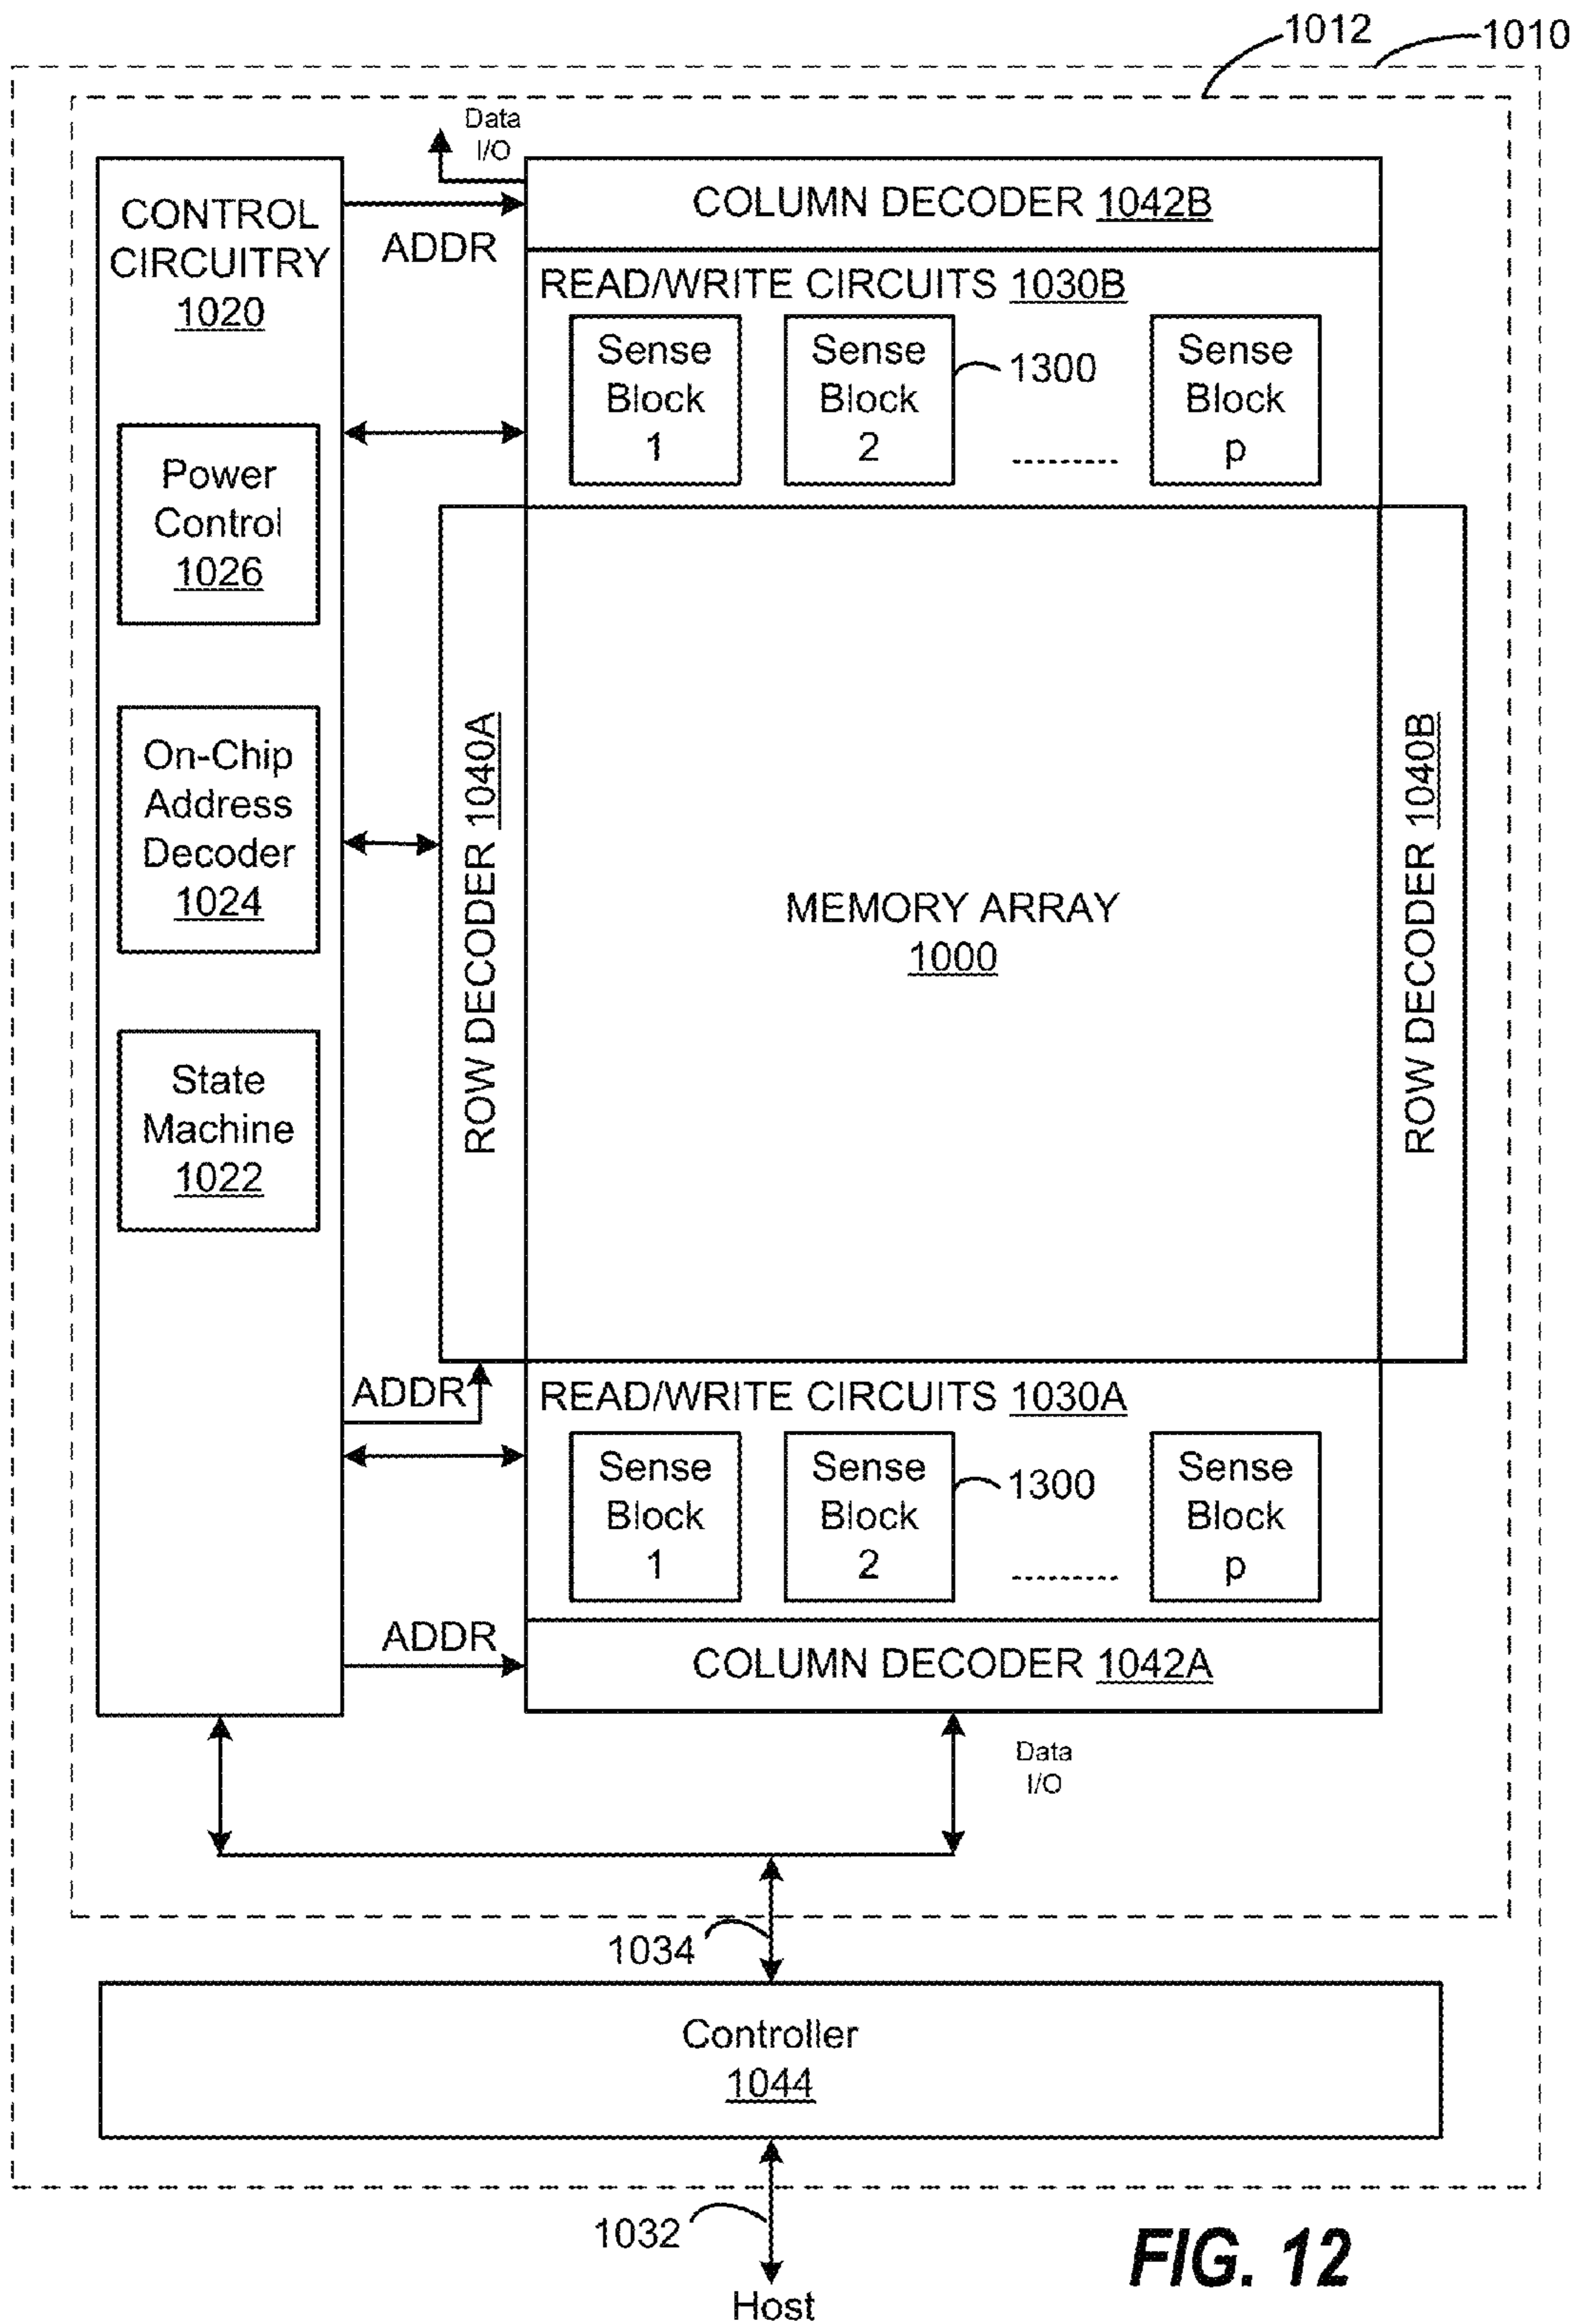 1012
1010
Data
I/O
CONTROL
CIRCUITRY
1020
ADDR
COLUMN DECODER 1042B
READ/WRITE CIRCUITS 1030B
Sense
Block
1
Sense
Block
2
1300
Sense
Block
p
Power
Control
1026
On-Chip
Address
Decoder
1024
State
Machine
1022
ROW DECODER 1040A
MEMORY ARRAY
1000
ROW DECODER 1040B
ADDR
READ/WRITE CIRCUITS 1030A
Sense
Block
1
Sense
Block
2
1300
Sense
Block
p
ADDR
COLUMN DECODER 1042A
Data
I/O
1034
Controller
1044
1032
Host
FIG. 12